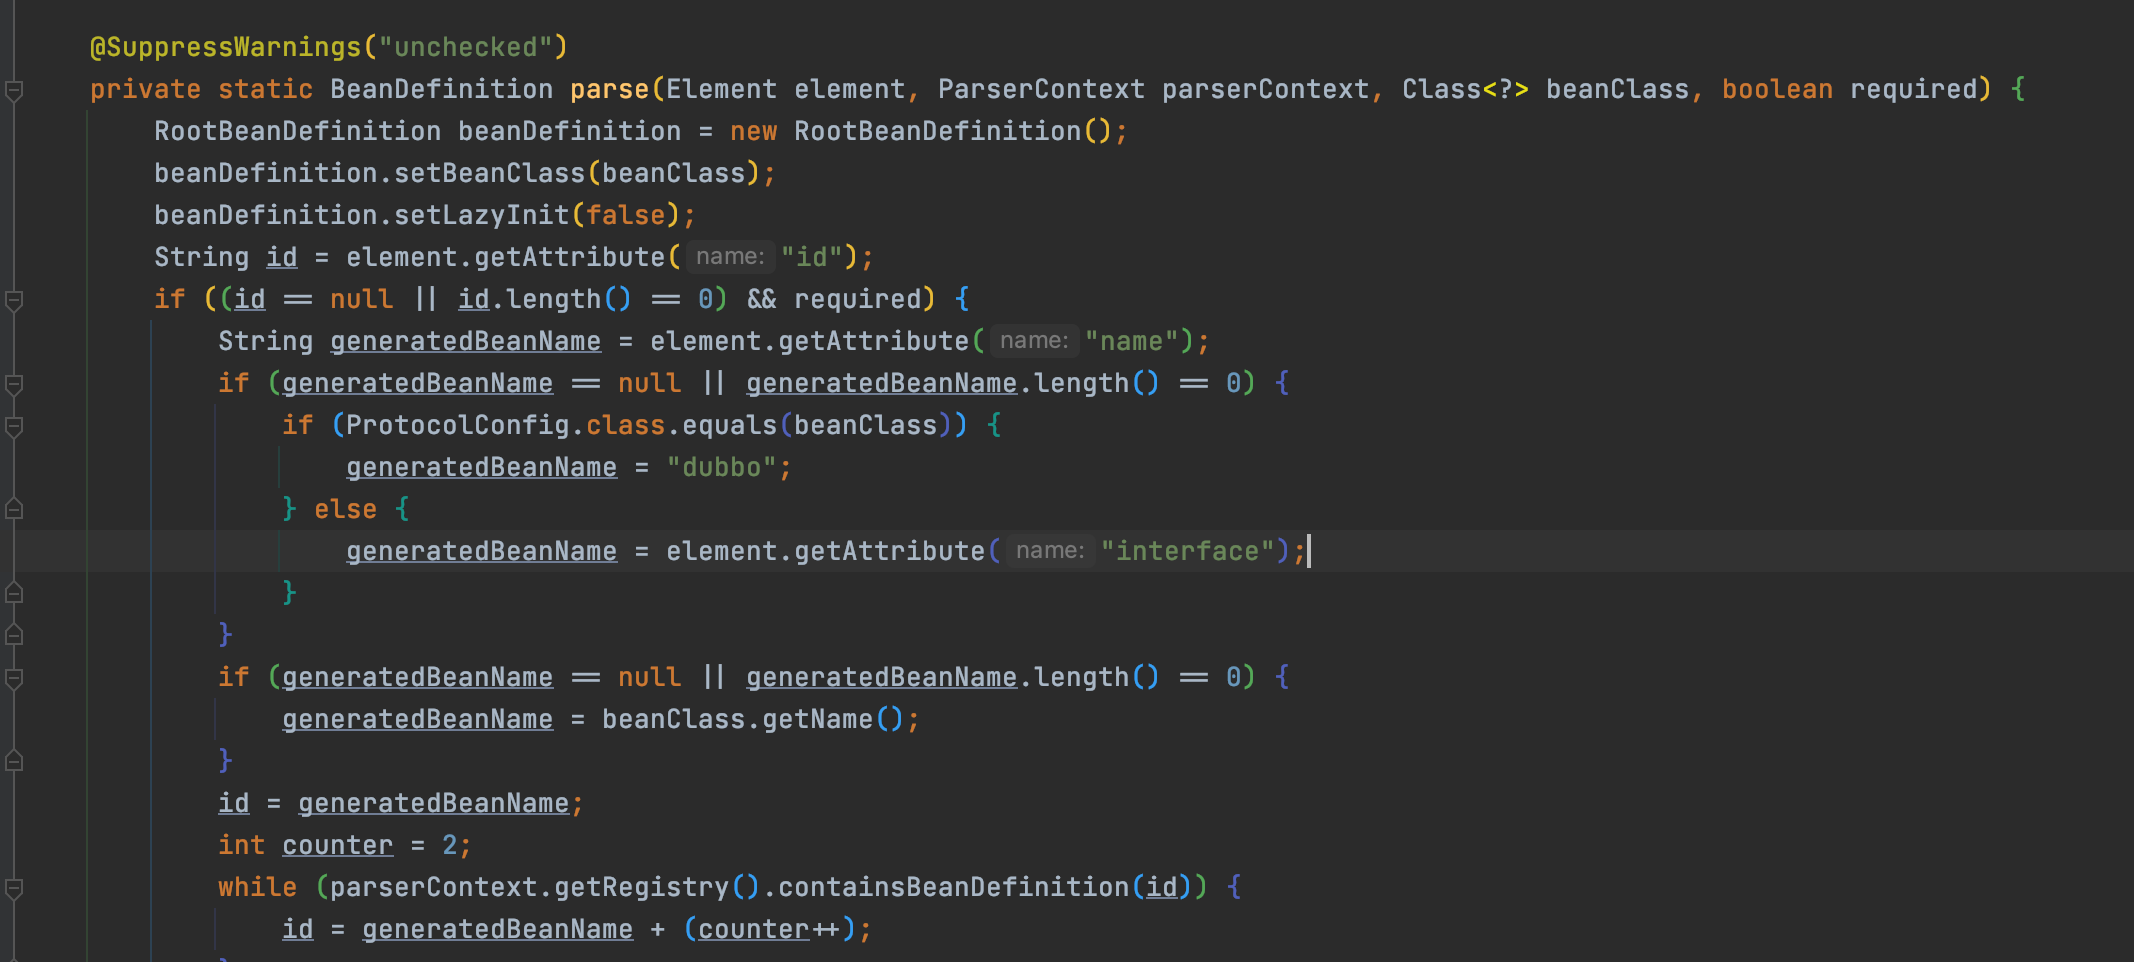 @SuppressWarnings("unchecked")
private static BeanDefinition parse(Element element, ParserContext parserContext, Class<?> beanClass, boolean required) {
    RootBeanDefinition beanDefinition = new RootBeanDefinition();
    beanDefinition.setBeanClass(beanClass);
    beanDefinition.setLazyInit(false);
    String id = element.getAttribute( name: "id");
    if ((id == null || id.length() == 0) && required) {
        String generatedBeanName = element.getAttribute( name: "name");
        if (generatedBeanName == null || generatedBeanName.length() == 0) {
            if (ProtocolConfig.class.equals(beanClass)) {
                generatedBeanName = "dubbo";
            } else {
                generatedBeanName = element.getAttribute( name: "interface");
            }
        }
        if (generatedBeanName == null || generatedBeanName.length() == 0) {
            generatedBeanName = beanClass.getName();
        }
        id = generatedBeanName;
        int counter = 2;
        while (parserContext.getRegistry().containsBeanDefinition(id)) {
            id = generatedBeanName + (counter++);